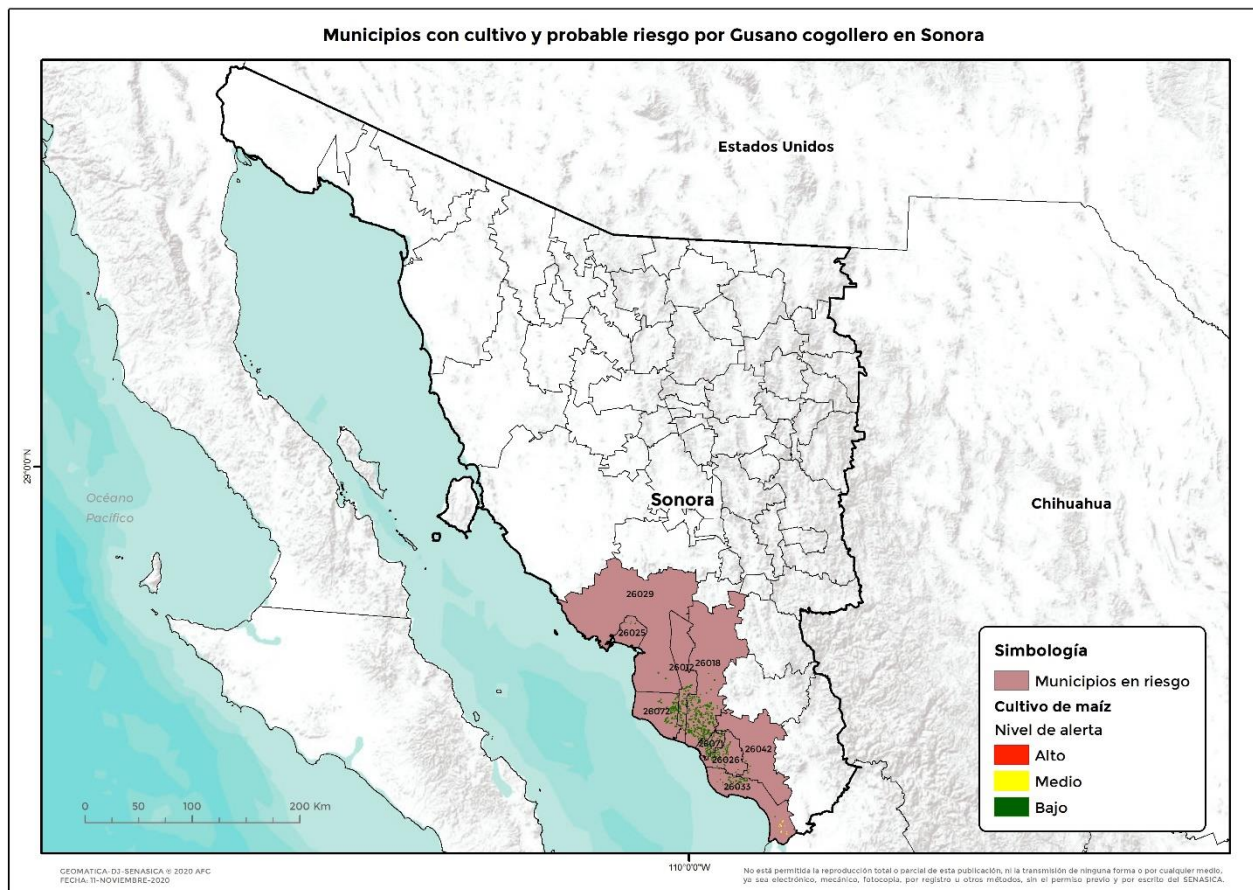 Municipios con cultivo y probable riesgo por Gusano cogollero en Sonora
Estados Unidos
29°0'0"N
Océano
Pacífico
Sonora
Chihuahua
26029
26025
26012
26018
26072
26071
26042
26026
26033
Simbología
Municipios en riesgo
Cultivo de maíz
Nivel de alerta
Alto
Medio
Bajo
0 50 100 200 Km
110°0'0"W
GEOMATICA-DJ-SENASICA © 2020 AFC
FECHA: 11-NOVIEMBRE-2020
No está permitida la reproducción total o parcial de esta publicación, ni la transmisión de ninguna forma o por cualquier medio,
ya sea electrónico, mecánico, fotocopia, por registro u otros métodos, sin el permiso previo y por escrito del SENASICA.